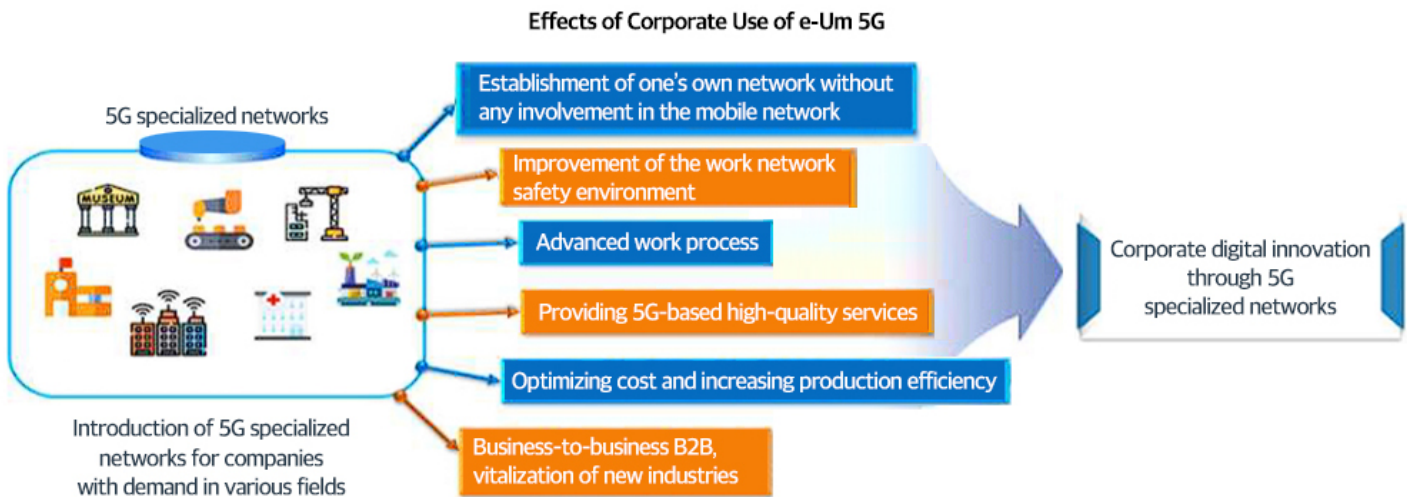 Effects of Corporate Use of e-Um 5G
5G specialized networks
MUSEUM
Introduction of 5G specialized
networks for companies
with demand in various fields
Establishment of one's own network without
any involvement in the mobile network
Improvement of the work network
safety environment
Advanced work process
Providing 5G-based high-quality services
Optimizing cost and increasing production efficiency
Business-to-business B2B,
vitalization of new industries
Corporate digital innovation
through 5G
specialized networks